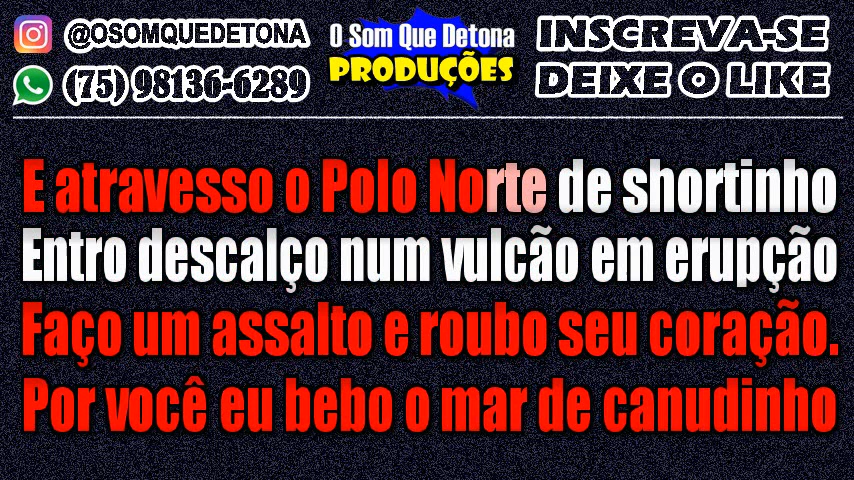 @OSOMQUEDETONA
(75) 98136-6289
O Som Que Detona
PRODUÇÕES
INSCREVA-SE
DEIXE O LIKE
E atravesso o Polo Norte de shortinho
Entro descalço num vulcão em erupção
Faço um assalto e roubo seu coração.
Por você eu bebo o mar de canudinho